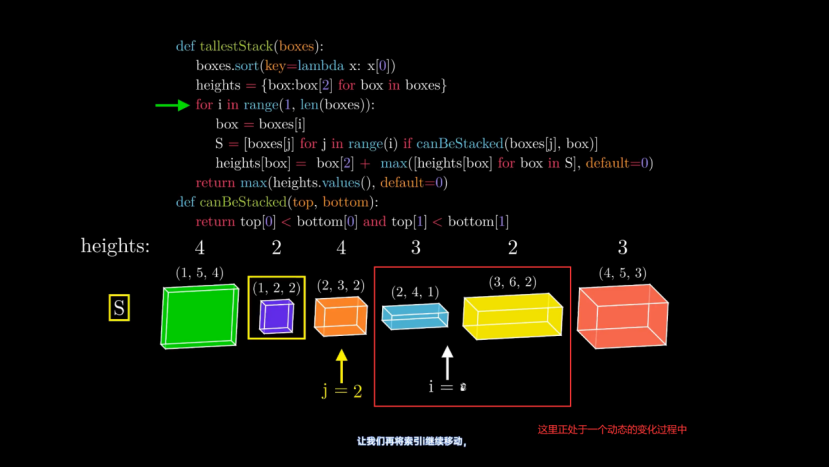 def tallestStack(boxes):
boxes.sort(key=lambda x: x[0])
heights = {box:box[2] for box in boxes}
for i in range(1, len(boxes)):
box = boxes[i]
S = [boxes[j] for j in range(i) if canBeStacked(boxes[j], box)]
heights[box] = box[2] + max([heights[box] for box in S], default=0)
return max(heights.values(), default=0)
def canBeStacked(top, bottom):
return top[0] < bottom[0] and top[1] < bottom[1]
heights: 4 2 4 3 2 3
(1, 5, 4) (1, 2, 2) (2, 3, 2) (2, 4, 1) (3, 6, 2) (4, 5, 3)
S
j = 2 i =
这里正处于一个动态的变化过程中
让我们再将索引i继续移动，